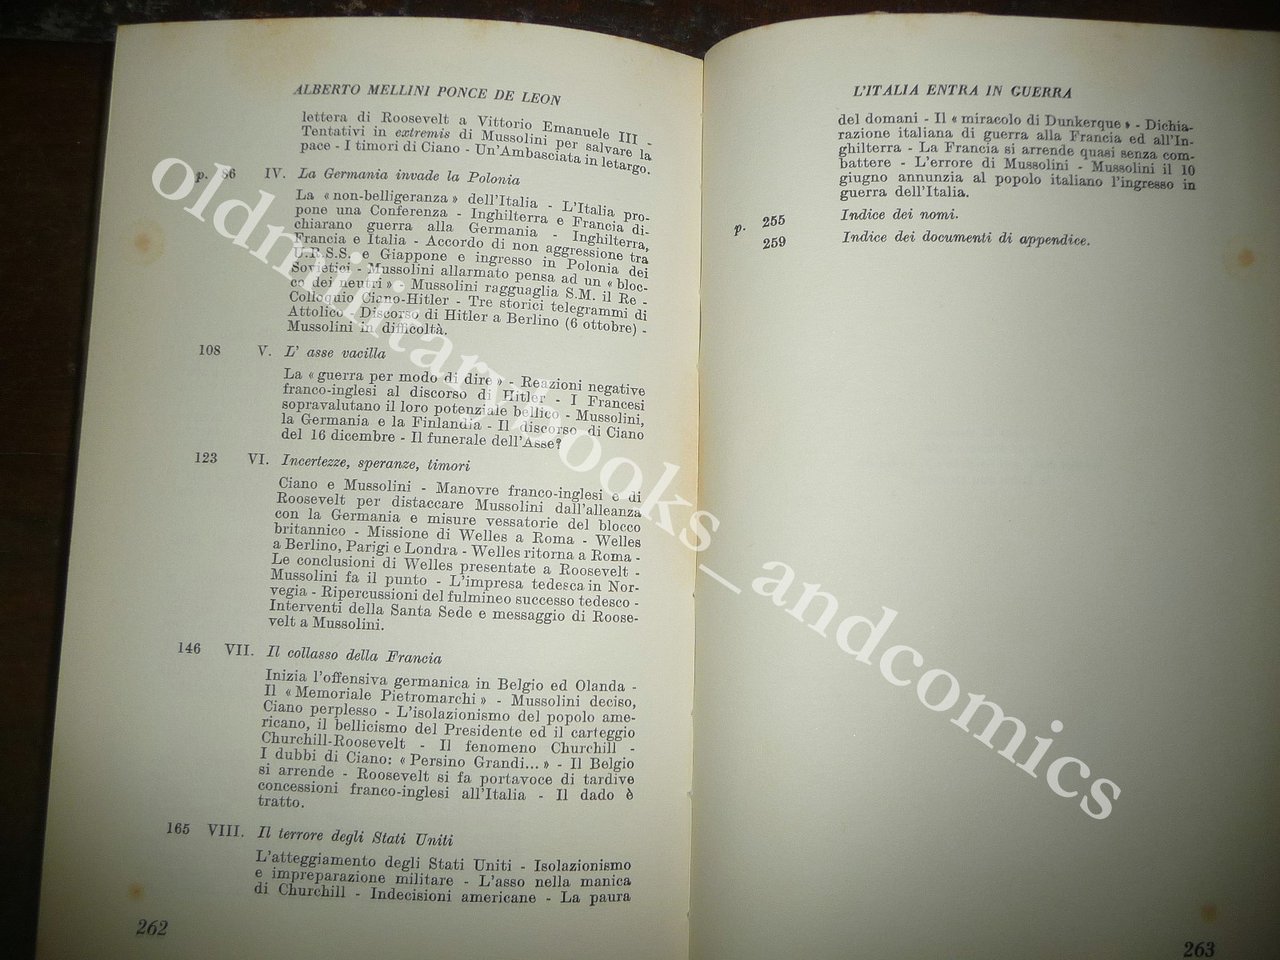 ALBERTO MELLINI PONCE DE LEON
lettera di Roosevelt a Vittorio Emanuele III -
Tentativi in extremis di Mussolini per salvare la
pace - I timori di Ciano - Un'Ambasciata in letargo.
p. 86 IV. La Germania invade la Polonia
La « non-belligeranza » dell'Italia - L'Italia pro-
pone una Conferenza - Inghilterra e Francia di-
chiarano guerra alla Germania - Inghilterra,
Francia e Italia - Accordo di non aggressione tra
U.R.S.S. e Giappone e ingresso in Polonia dei
Sovietici - Mussolini allarmato pensa ad un « bloc-
co dei neutri » - Mussolini ragguaglia S.M. il Re -
Colloquio Ciano-Hitler - Tre storici telegrammi di
Attolico - Discorso di Hitler a Berlino (6 ottobre) -
Mussolini in difficoltà.
108 V. L' asse vacilla
La « guerra per modo di dire » - Reazioni negative
franco-inglesi al discorso di Hitler - I Francesi
sopravalutano il loro potenziale bellico - Mussolini,
la Germania e la Finlandia - Il discorso di Ciano
del 16 dicembre - Il funerale dell'Asse?
123 VI. Incertezze, speranze, timori
Ciano e Mussolini - Manovre franco-inglesi e di
Roosevelt per distaccare Mussolini dall'alleanza
con la Germania e misure vessatorie del blocco
britannico - Missione di Welles a Roma - Welles
a Berlino, Parigi e Londra - Welles ritorna a Roma -
Le conclusioni di Welles presentate a Roosevelt -
Mussolini fa il punto - L'impresa tedesca in Nor-
vegia - Ripercussioni del fulmineo successo tedesco -
Interventi della Santa Sede e messaggio di Roose-
velt a Mussolini.
146 VII. Il collasso della Francia
Inizia l'offensiva germanica in Belgio ed Olanda -
Il « Memoriale Pietromarchi » - Mussolini deciso,
Ciano perplesso - L'isolazionismo del popolo ame-
ricano, il bellicismo del Presidente ed il carteggio
Churchill-Roosevelt - Il fenomeno Churchill -
I dubbi di Ciano: « Persino Grandi... » - Il Belgio
si arrende - Roosevelt si fa portavoce di tardive
concessioni franco-inglesi all'Italia - Il dado è
tratto.
165 VIII. Il terrore degli Stati Uniti
L'atteggiamento degli Stati Uniti - Isolazionismo
e impreparazione militare - L'asso nella manica
di Churchill - Indecisioni americane - La paura
262
L'ITALIA ENTRA IN GUERRA
del domani - Il « miracolo di Dunkerque » - Dichia-
razione italiana di guerra alla Francia ed all'In-
ghilterra - La Francia si arrende quasi senza com-
battere - L'errore di Mussolini - Mussolini il 10
giugno annunzia al popolo italiano l'ingresso in
guerra dell'Italia.
p. 255 Indice dei nomi.
259 Indice dei documenti di appendice.
263
oldmilitarybooks_andcomics